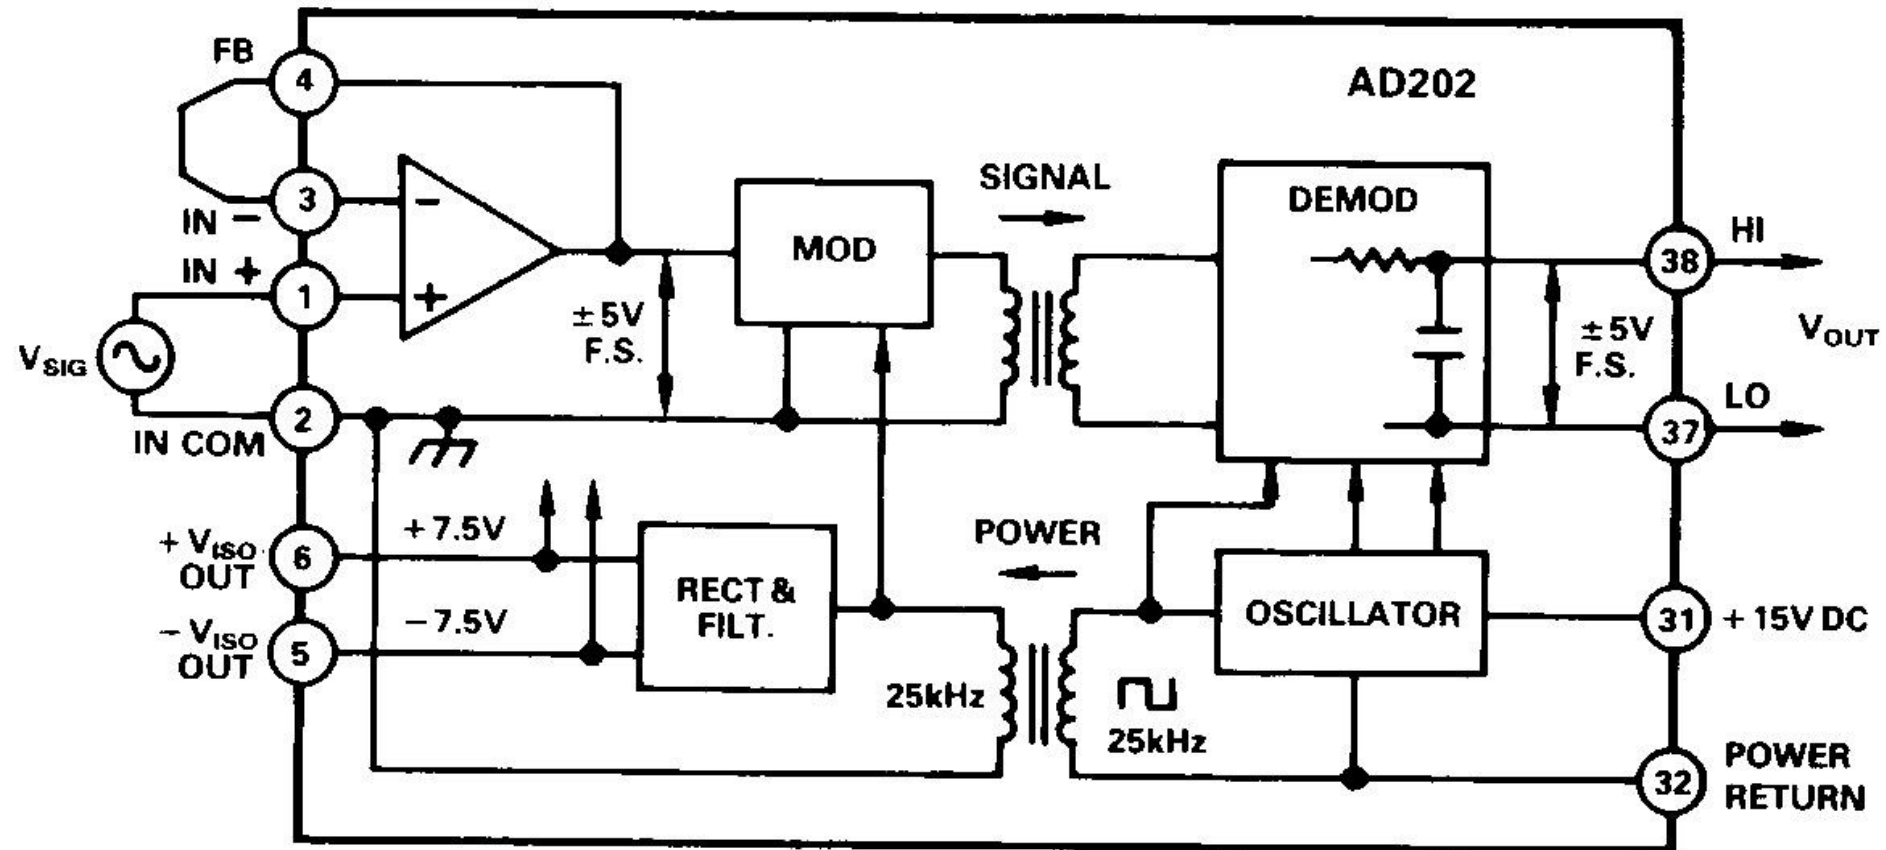 AD202
FB
4
3
IN −
IN +
1
−
+
VSIG
2
IN COM
±5V
F.S.
MOD
SIGNAL
DEMOD
±5V
F.S.
38
HI
VOUT
LO
37
+VISO
OUT
6
+7.5V
−VISO
OUT
5
−7.5V
RECT &
FILT.
POWER
25kHz
25kHz
OSCILLATOR
31
+15V DC
32
POWER
RETURN